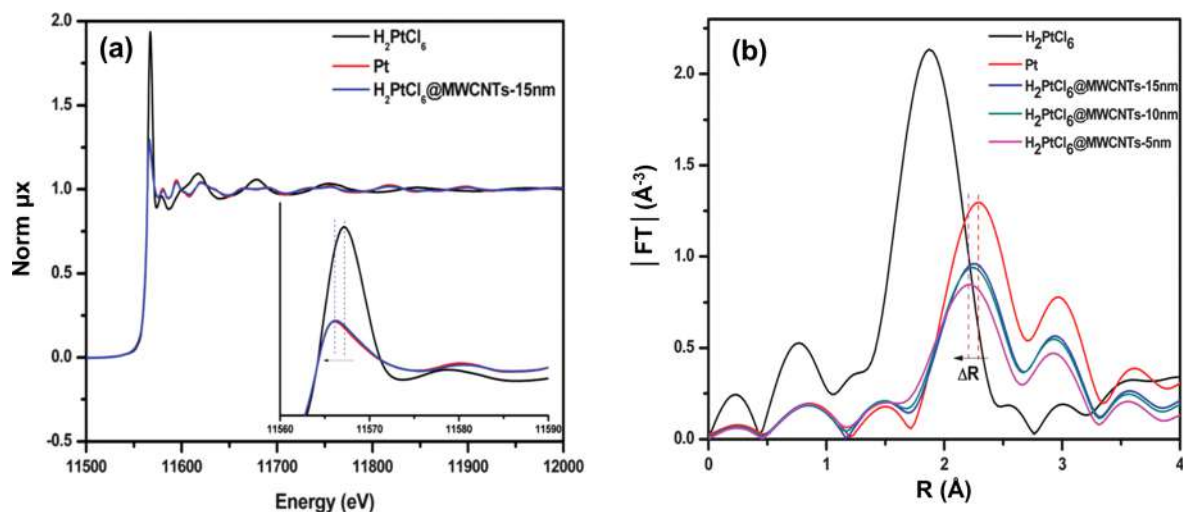 (a)
H₂PtCl₆
Pt
H₂PtCl₆@MWCNTs-15nm
2.0
1.5
1.0
0.5
0.0
-0.5
Norm µx
11560 11570 11580 11590
11500 11600 11700 11800 11900 12000
Energy (eV)
(b)
H₂PtCl₆
Pt
H₂PtCl₆@MWCNTs-15nm
H₂PtCl₆@MWCNTs-10nm
H₂PtCl₆@MWCNTs-5nm
2.0
1.5
1.0
0.5
0.0
| FT | (Å⁻³)
ΔR
0 1 2 3 4
R (Å)